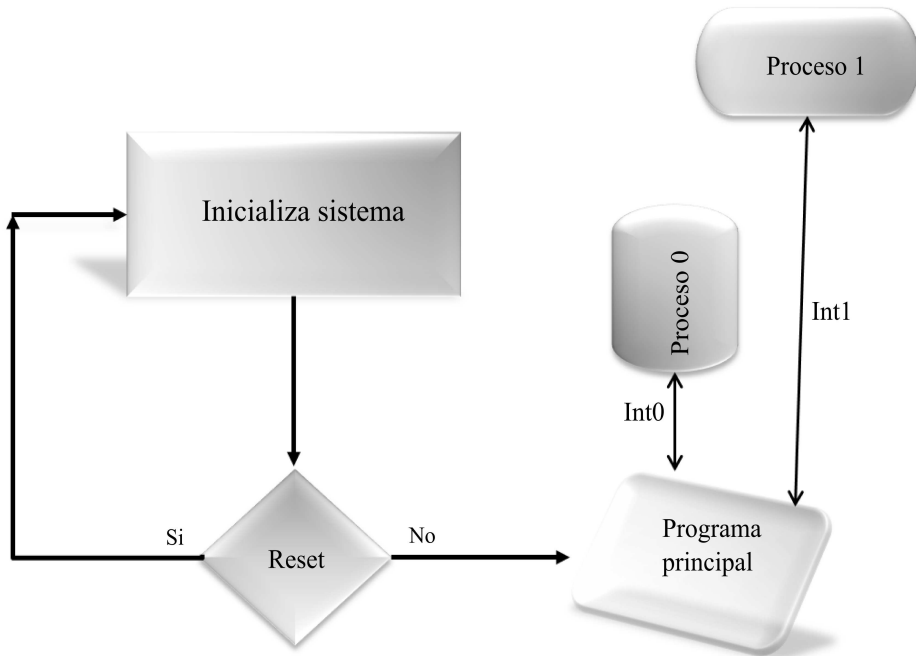 Proceso 1
Inicializa sistema
Proceso 0
Int1
Int0
Si
No
Reset
Programa
principal